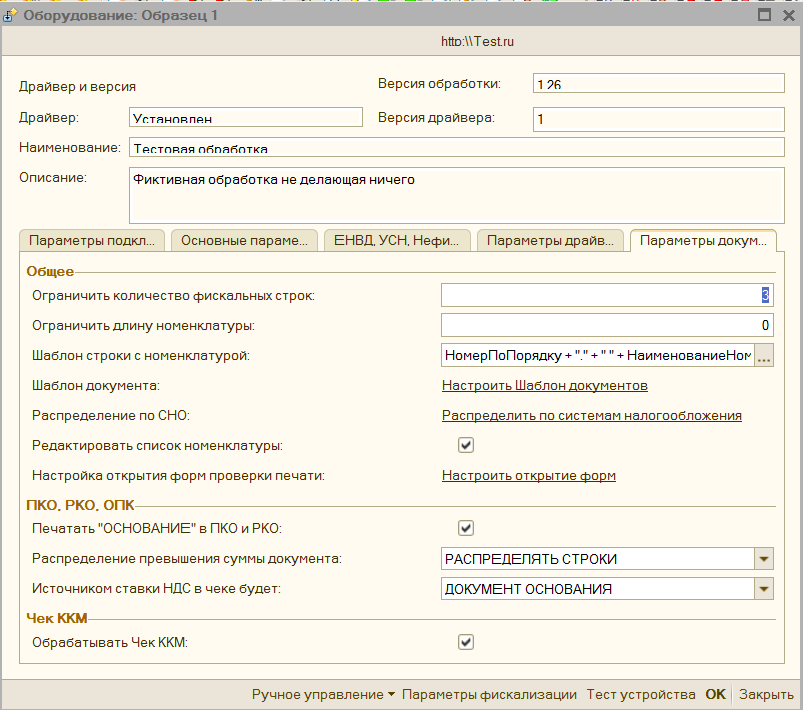 Оборудование: Образец 1
http:\\Test.ru
Драйвер и версия
Версия обработки: 1.26
Драйвер: Установлен
Версия драйвера: 1
Наименование: Тестовая обработка
Описание: Фиктивная обработка не делающая ничего
Параметры подкл... Основные параме... ЕНВД, УСН, Нефи... Параметры драйв... Параметры докум...
Общее
Ограничить количество фискальных строк: 3
Ограничить длину номенклатуры: 0
Шаблон строки с номенклатурой: НомерПоПорядку + "." + " " + НаименованиеНом ...
Шаблон документа: Настроить Шаблон документов
Распределение по СНО: Распределить по системам налогообложения
Редактировать список номенклатуры:
Настройка открытия форм проверки печати: Настроить открытие форм
ПКО, РКО, ОПК
Печатать "ОСНОВАНИЕ" в ПКО и РКО:
Распределение превышения суммы документа: РАСПРЕДЕЛЯТЬ СТРОКИ
Источником ставки НДС в чеке будет: ДОКУМЕНТ ОСНОВАНИЯ
Чек ККМ
Обрабатывать Чек ККМ:
Ручное управление Параметры фискализации Тест устройства OK Закрыть